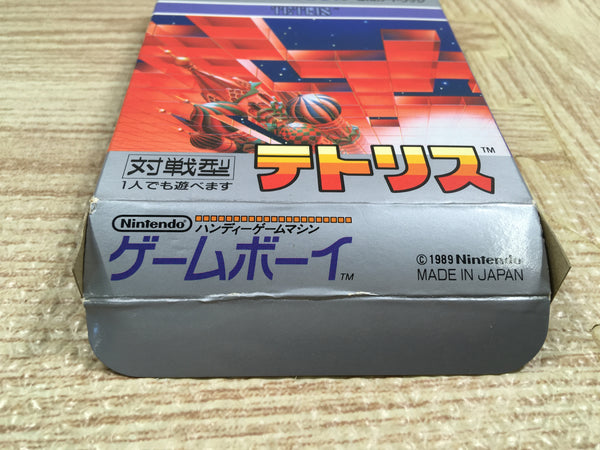 TETRIS™
対戦型
1人でも遊べます
テトリス™
Nintendo
ハンディーゲームマシン
ゲームボーイ™
©1989 Nintendo
MADE IN JAPAN